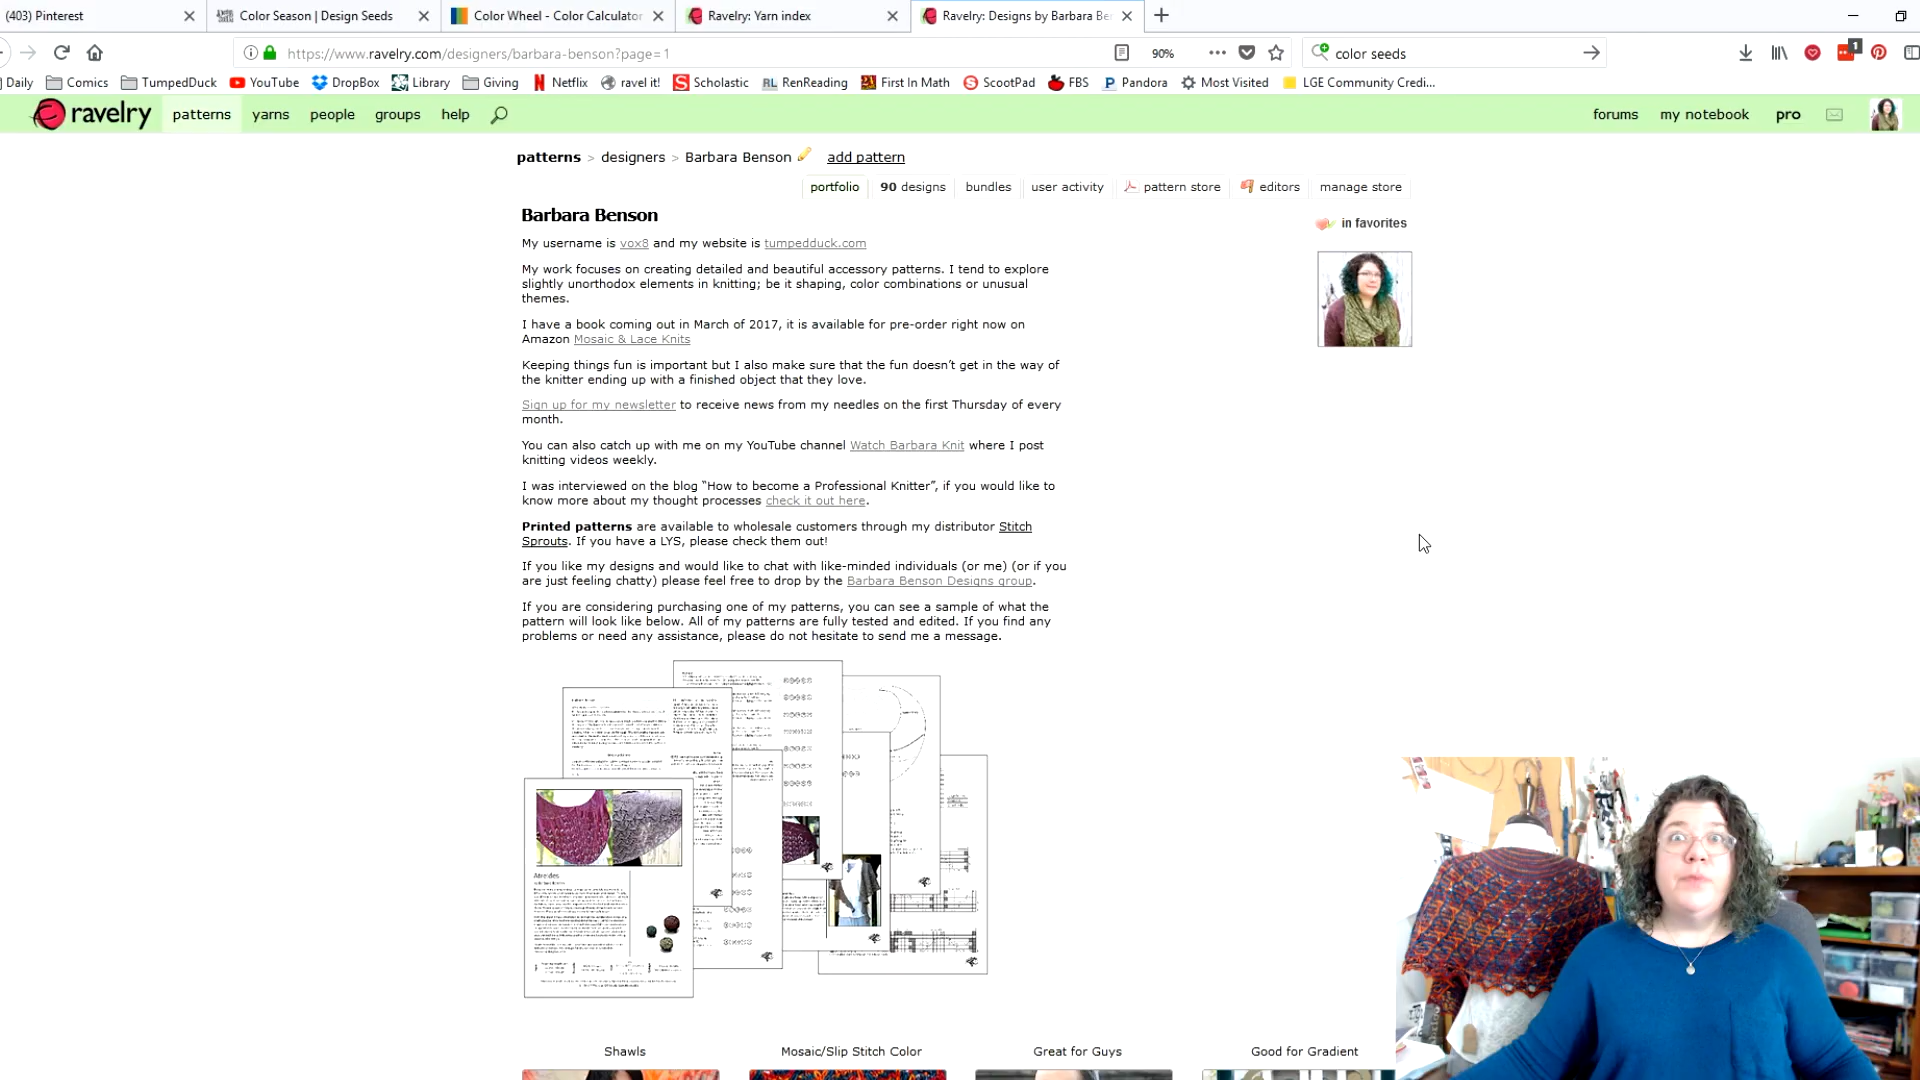 (403) Pinterest
Color Season | Design Seeds
Color Wheel - Color Calculator
Ravelry: Yarn index
Ravelry: Designs by Barbara Be
https://www.ravelry.com/designers/barbara-benson?page=1
90%
color seeds
1
Daily
Comics
TumpedDuck
YouTube
DropBox
Library
Giving
Netflix
ravel it!
Scholastic
RL RenReading
First In Math
ScootPad
FBS
Pandora
Most Visited
LGE Community Credi...
ravelry
patterns
yarns
people
groups
help
forums
my notebook
pro
patterns > designers > Barbara Benson
add pattern
portfolio
90 designs
bundles
user activity
pattern store
editors
manage store
Barbara Benson
in favorites
My username is vox8 and my website is tumpedduck.com
My work focuses on creating detailed and beautiful accessory patterns. I tend to explore
slightly unorthodox elements in knitting; be it shaping, color combinations or unusual
themes.
I have a book coming out in March of 2017, it is available for pre-order right now on
Amazon Mosaic & Lace Knits
Keeping things fun is important but I also make sure that the fun doesn't get in the way of
the knitter ending up with a finished object that they love.
Sign up for my newsletter to receive news from my needles on the first Thursday of every
month.
You can also catch up with me on my YouTube channel Watch Barbara Knit where I post
knitting videos weekly.
I was interviewed on the blog "How to become a Professional Knitter", if you would like to
know more about my thought processes check it out here.
Printed patterns are available to wholesale customers through my distributor Stitch
Sprouts. If you have a LYS, please check them out!
If you like my designs and would like to chat with like-minded individuals (or me) (or if you
are just feeling chatty) please feel free to drop by the Barbara Benson Designs group.
If you are considering purchasing one of my patterns, you can see a sample of what the
pattern will look like below. All of my patterns are fully tested and edited. If you find any
problems or need any assistance, please do not hesitate to send me a message.
Atreides
Shawls
Mosaic/Slip Stitch Color
Great for Guys
Good for Gradient